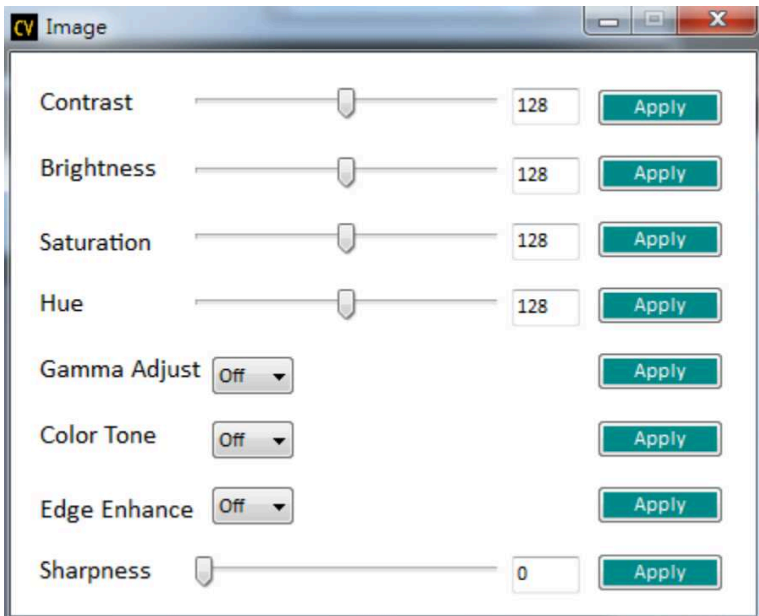 CV Image
Contrast 128 Apply
Brightness 128 Apply
Saturation 128 Apply
Hue 128 Apply
Gamma Adjust Off Apply
Color Tone Off Apply
Edge Enhance Off Apply
Sharpness 0 Apply